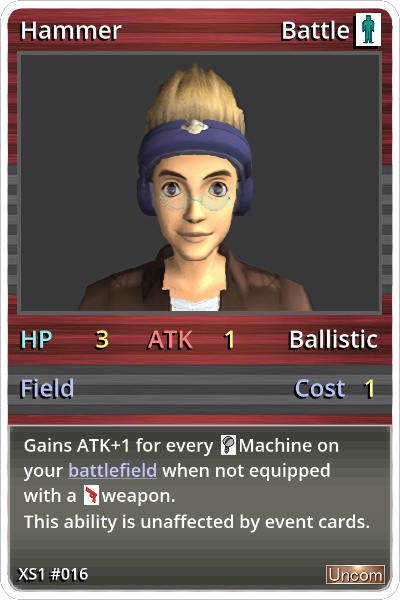 Hammer Battle
HP 3 ATK 1 Ballistic
Field Cost 1
Gains ATK+1 for every Machine on
your battlefield when not equipped
with a weapon.
This ability is unaffected by event cards.
XS1 #016 Uncom